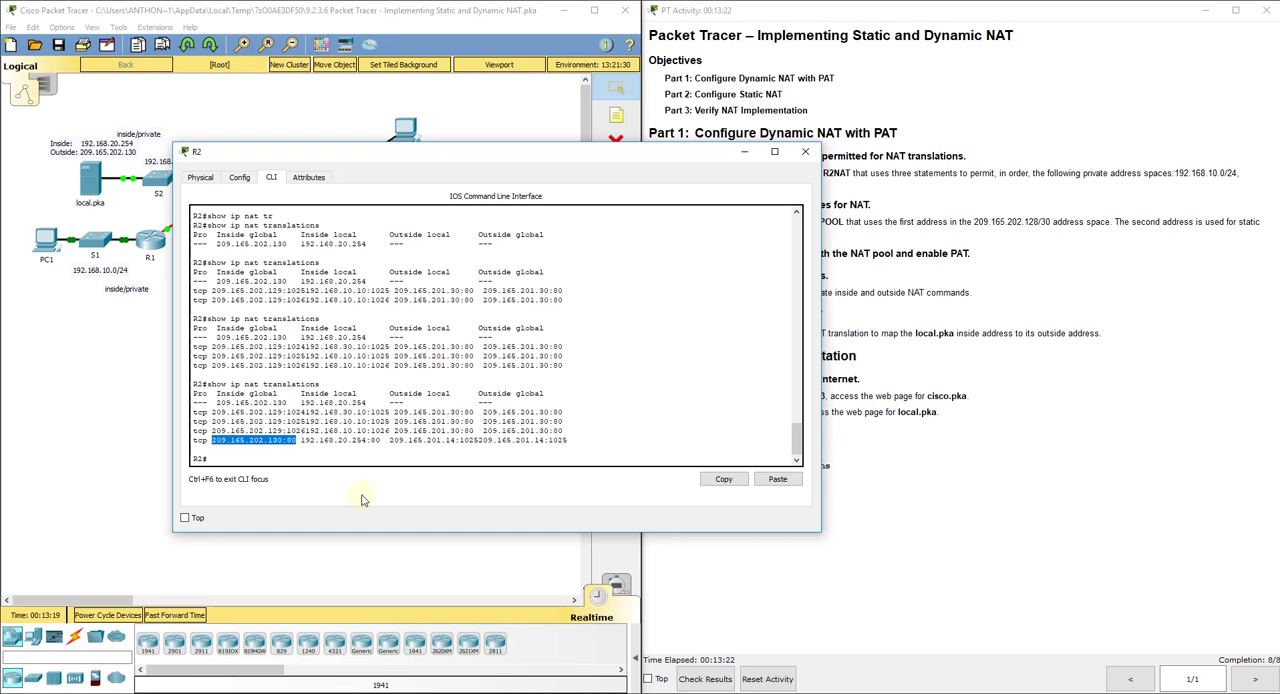 Cisco Packet Tracer - C:\Users\ANTHON~1\AppData\Local\Temp\7zO0AE3DF50\9.2.3.6 Packet Tracer - Implementing Static and Dynamic NAT.pka
File Edit Options View Tools Extensions Help
Logical Back [Root] New Cluster Move Object Set Tiled Background Viewport Environment: 13:21:30
inside/private
Inside: 192.168.20.254
Outside: 209.165.202.130
192.168.
S2
local.pka
PC1
S1
R1
192.168.10.0/24
inside/private
R2
Physical Config CLI Attributes
IOS Command Line Interface
R2#show ip nat tr
R2#show ip nat translations
Pro Inside global Inside local Outside local Outside global
--- 209.165.202.130 192.168.20.254 --- ---
R2#show ip nat translations
Pro Inside global Inside local Outside local Outside global
--- 209.165.202.130 192.168.20.254 --- ---
tcp 209.165.202.129:1025192.168.10.10:1025 209.165.201.30:80 209.165.201.30:80
tcp 209.165.202.129:1026192.168.10.10:1026 209.165.201.30:80 209.165.201.30:80
R2#show ip nat translations
Pro Inside global Inside local Outside local Outside global
--- 209.165.202.130 192.168.20.254 --- ---
tcp 209.165.202.129:1024192.168.30.10:1025 209.165.201.30:80 209.165.201.30:80
tcp 209.165.202.129:1025192.168.10.10:1025 209.165.201.30:80 209.165.201.30:80
tcp 209.165.202.129:1026192.168.10.10:1026 209.165.201.30:80 209.165.201.30:80
R2#show ip nat translations
Pro Inside global Inside local Outside local Outside global
--- 209.165.202.130 192.168.20.254 --- ---
tcp 209.165.202.129:1024192.168.30.10:1025 209.165.201.30:80 209.165.201.30:80
tcp 209.165.202.129:1025192.168.10.10:1025 209.165.201.30:80 209.165.201.30:80
tcp 209.165.202.129:1026192.168.10.10:1026 209.165.201.30:80 209.165.201.30:80
tcp 209.165.202.130:80 192.168.20.254:80 209.165.201.14:1025209.165.201.14:1025
R2#
Ctrl+F6 to exit CLI focus
Copy Paste
Top
Time: 00:13:19 Power Cycle Devices Fast Forward Time
Realtime
1941 2901 2911 819IOX 819HGW 829 1240 4321 Generic Generic 1841 2620XM 2621XM 2811
1941
PT Activity: 00:13:22
Packet Tracer – Implementing Static and Dynamic NAT
Objectives
Part 1: Configure Dynamic NAT with PAT
Part 2: Configure Static NAT
Part 3: Verify NAT Implementation
Part 1: Configure Dynamic NAT with PAT
permitted for NAT translations.
R2NAT that uses three statements to permit, in order, the following private address spaces:192.168.10.0/24,
es for NAT.
POOL that uses the first address in the 209.165.202.128/30 address space. The second address is used for static
th the NAT pool and enable PAT.
s.
ate inside and outside NAT commands.
T translation to map the local.pka inside address to its outside address.
tation
nternet.
3, access the web page for cisco.pka.
ss the web page for local.pka.
ns
Time Elapsed: 00:13:22 Completion: 8/8
Top Check Results Reset Activity < 1/1 >